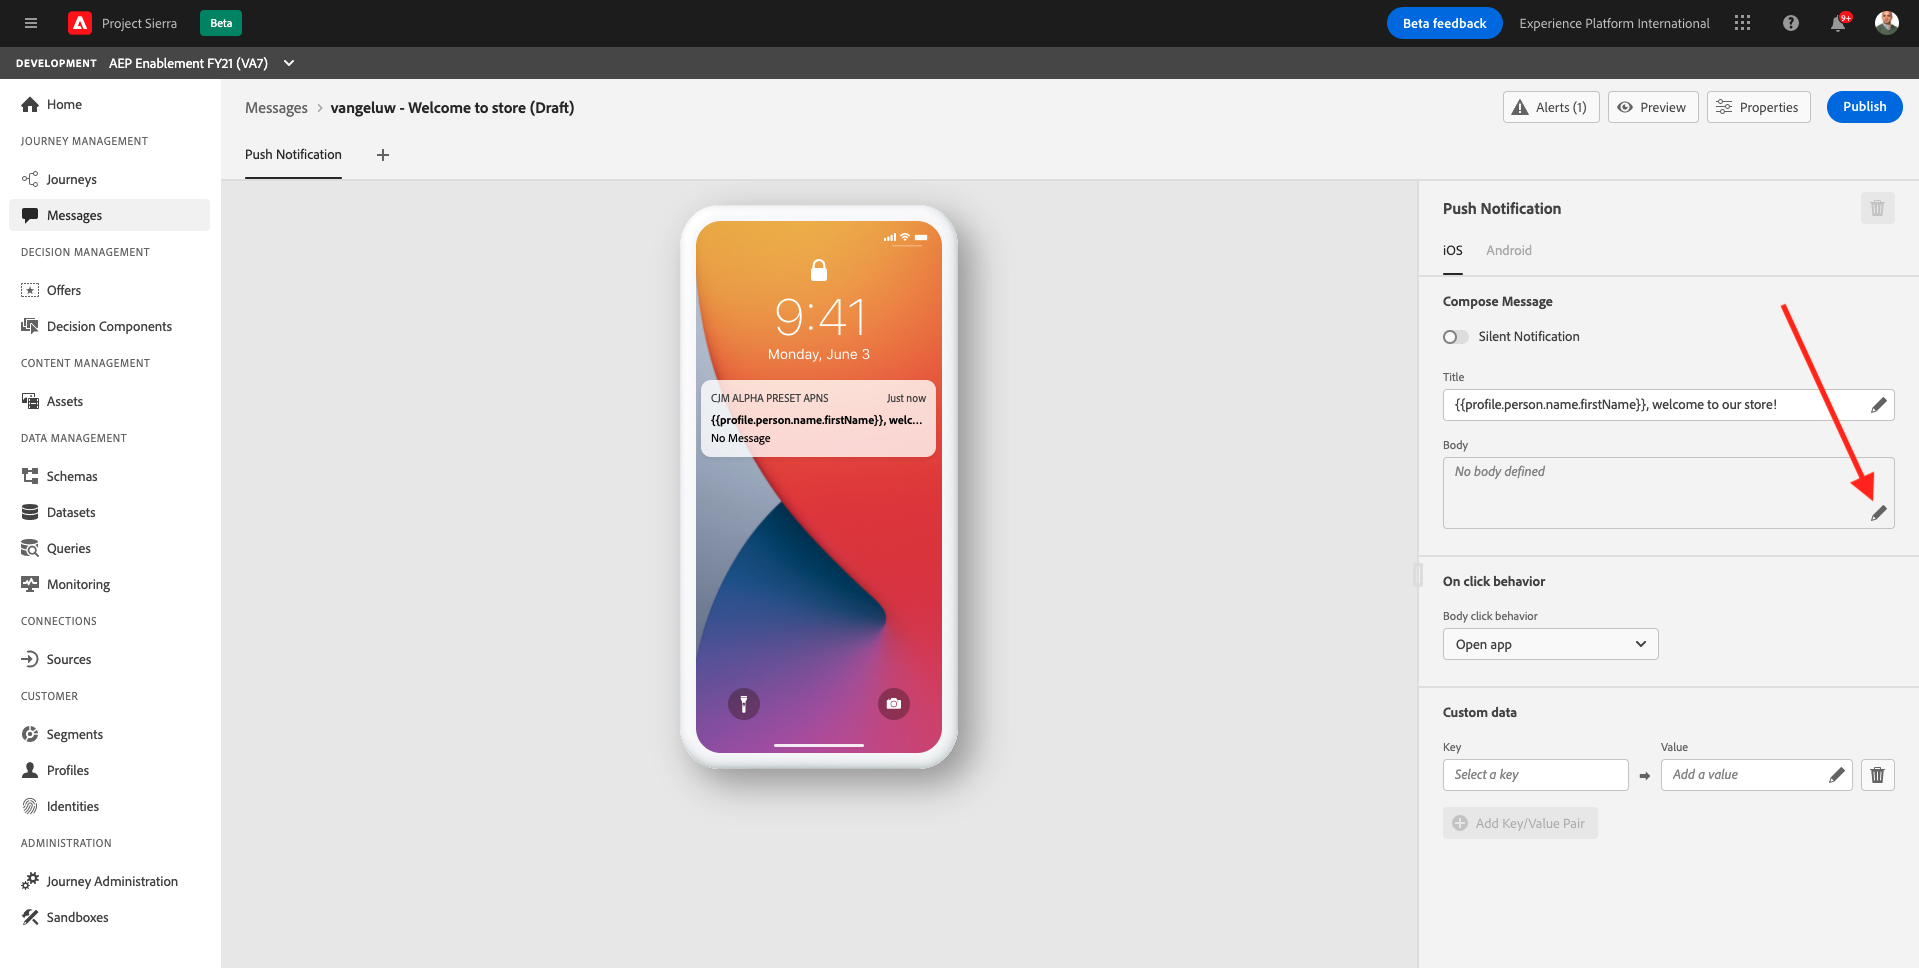 Project Sierra
Beta
Beta feedback
Experience Platform International
9+
DEVELOPMENT
AEP Enablement FY21 (VA7)
Home
JOURNEY MANAGEMENT
Journeys
Messages
DECISION MANAGEMENT
Offers
Decision Components
CONTENT MANAGEMENT
Assets
DATA MANAGEMENT
Schemas
Datasets
Queries
Monitoring
CONNECTIONS
Sources
CUSTOMER
Segments
Profiles
Identities
ADMINISTRATION
Journey Administration
Sandboxes
Messages > vangeluw - Welcome to store (Draft)
Alerts (1)
Preview
Properties
Publish
Push Notification
9:41
Monday, June 3
CJM ALPHA PRESET APNS
Just now
{{profile.person.name.firstName}}, welc...
No Message
Push Notification
iOS
Android
Compose Message
Silent Notification
Title
{{profile.person.name.firstName}}, welcome to our store!
Body
No body defined
On click behavior
Body click behavior
Open app
Custom data
Key
Value
Select a key
Add a value
Add Key/Value Pair